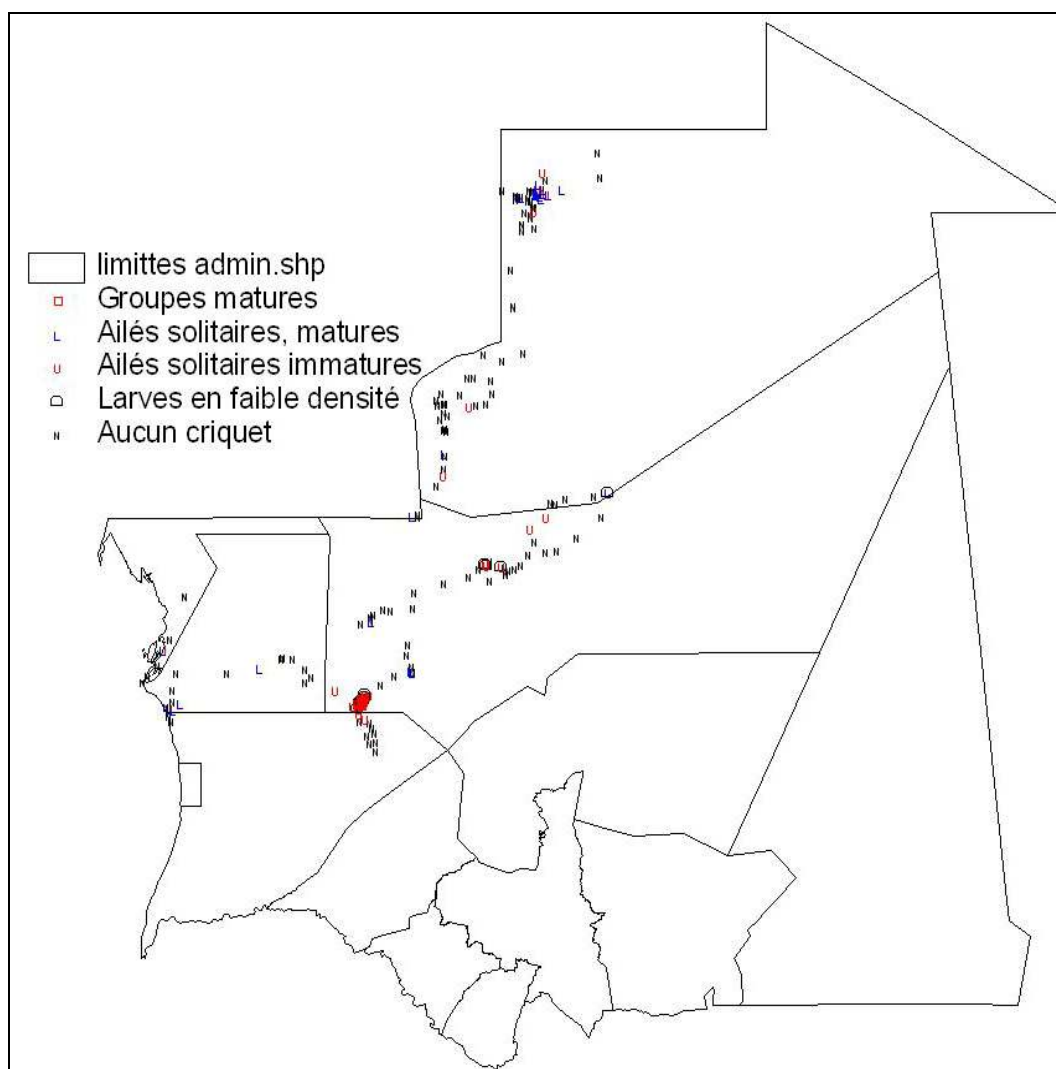 limittes admin.shp
Groupes matures
L Ailés solitaires, matures
U Ailés solitaires immatures
Larves en faible densité
N Aucun criquet